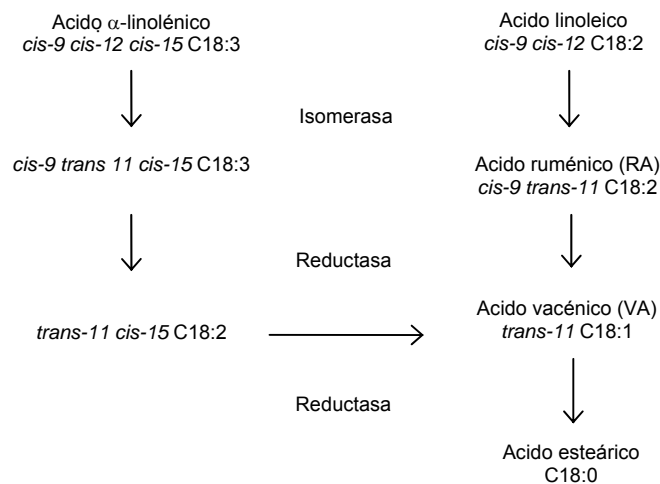 Acido α-linolénico
cis-9 cis-12 cis-15 C18:3
Acido linoleico
cis-9 cis-12 C18:2
Isomerasa
cis-9 trans 11 cis-15 C18:3
Acido ruménico (RA)
cis-9 trans-11 C18:2
Reductasa
trans-11 cis-15 C18:2
Acido vacénico (VA)
trans-11 C18:1
Reductasa
Acido esteárico
C18:0